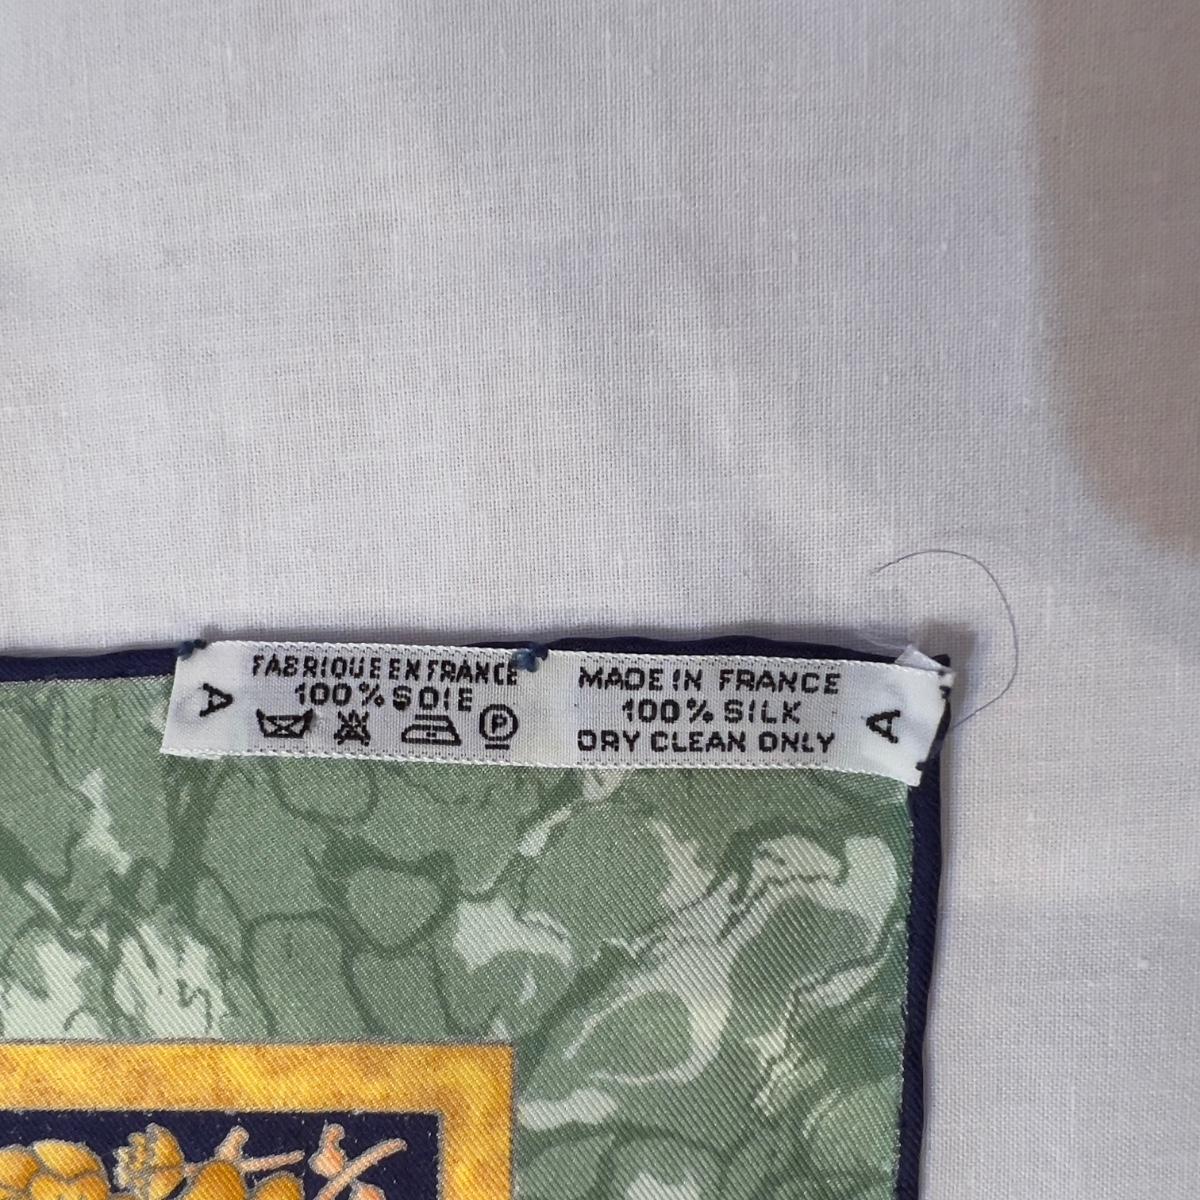 A
FABRIQUE EN FRANCE
100 % SOIE
P
MADE IN FRANCE
100 % SILK
DRY CLEAN ONLY
A